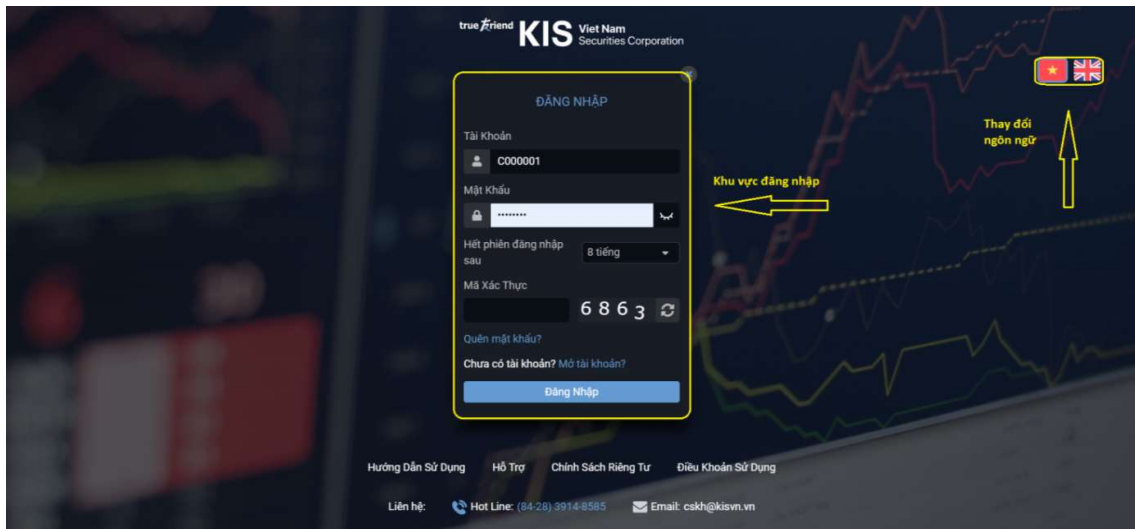 true friend KIS Viet Nam
Securities Corporation
ĐĂNG NHẬP
Tài Khoản
C000001
Mật Khẩu
········
Hết phiên đăng nhập
sau
8 tiếng
Mã Xác Thực
6863
Quên mật khẩu?
Chưa có tài khoản? Mở tài khoản?
Đăng Nhập
Khu vực đăng nhập
Thay đổi
ngôn ngữ
Hướng Dẫn Sử Dụng Hỗ Trợ Chính Sách Riêng Tư Điều Khoản Sử Dụng
Liên hệ: Hot Line: (84-28) 3914-8585 Email: cskh@kisvn.vn